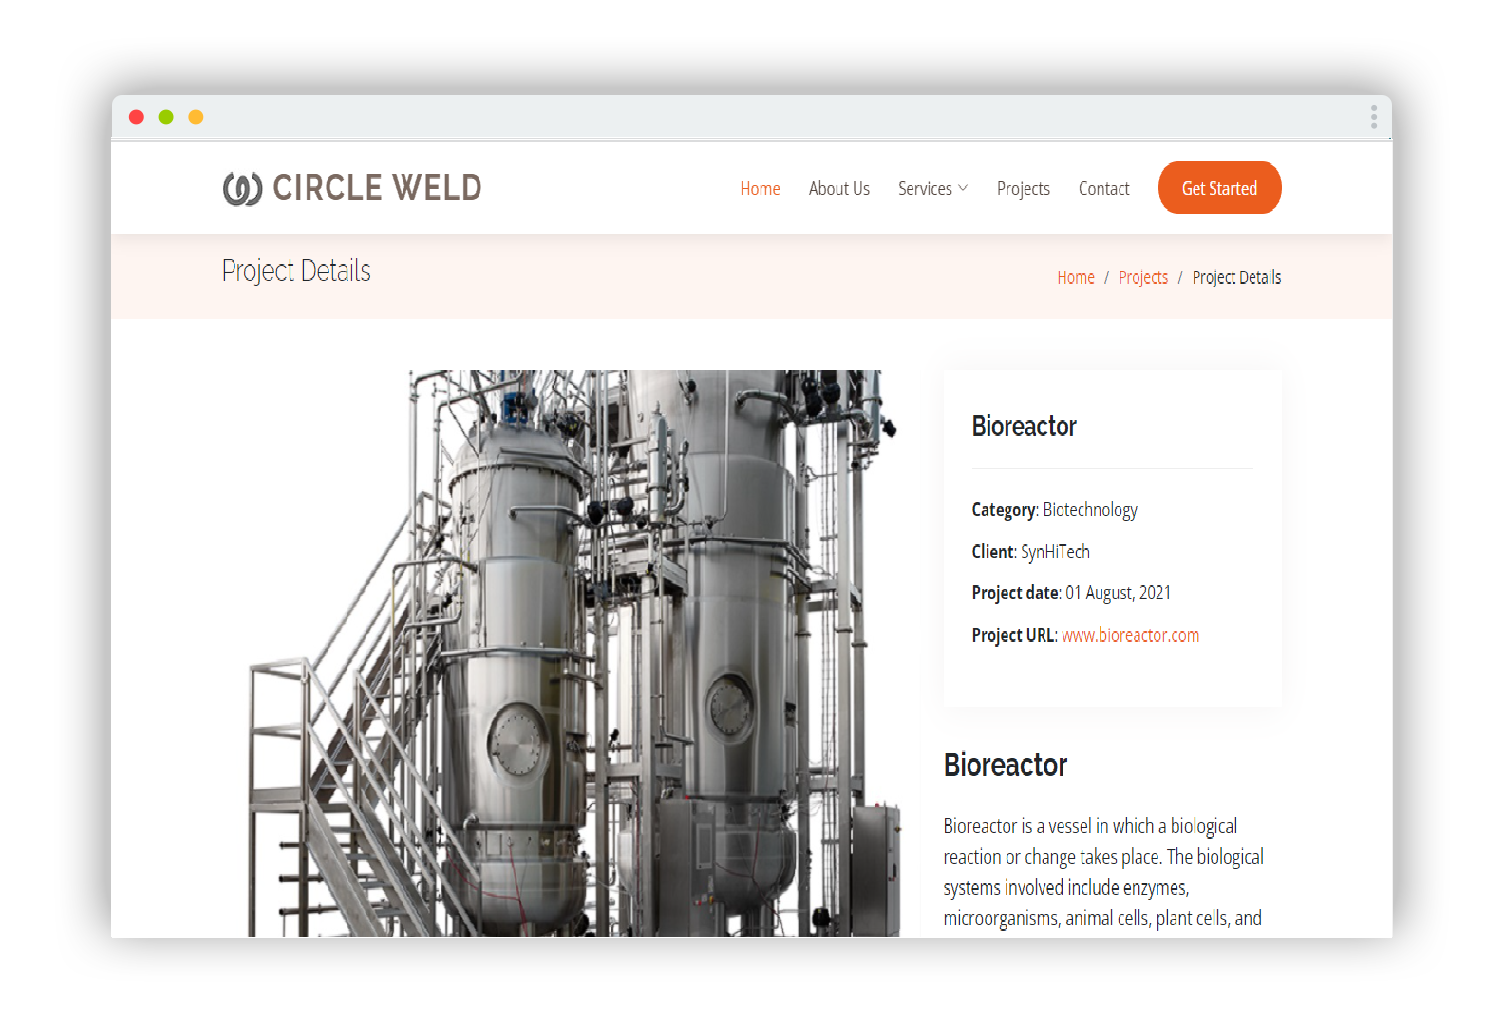 CIRCLE WELD
Home About Us Services Projects Contact Get Started
Project Details
Home / Projects / Project Details
Bioreactor
Category: Biotechnology
Client: SynHiTech
Project date: 01 August, 2021
Project URL: www.bioreactor.com
Bioreactor
Bioreactor is a vessel in which a biological
reaction or change takes place. The biological
systems involved include enzymes,
microorganisms, animal cells, plant cells, and